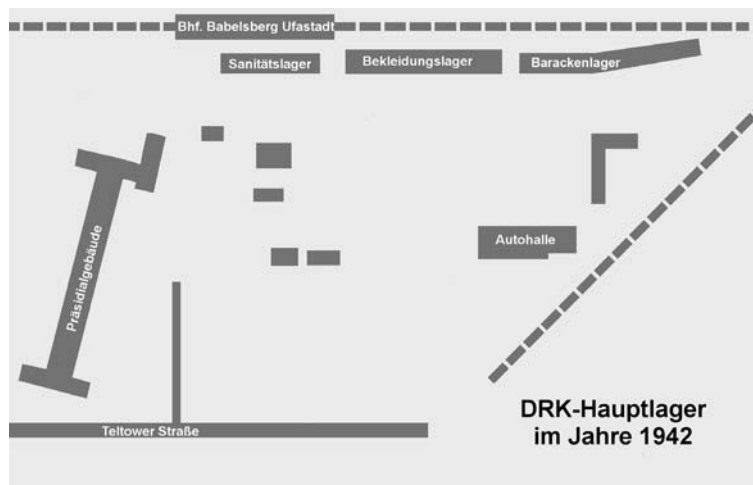 Bhf. Babelsberg Ufastadt
Sanitätslager
Bekleidungslager
Barackenlager
Präsidialgebäude
Autohalle
Teltower Straße
DRK-Hauptlager
im Jahre 1942